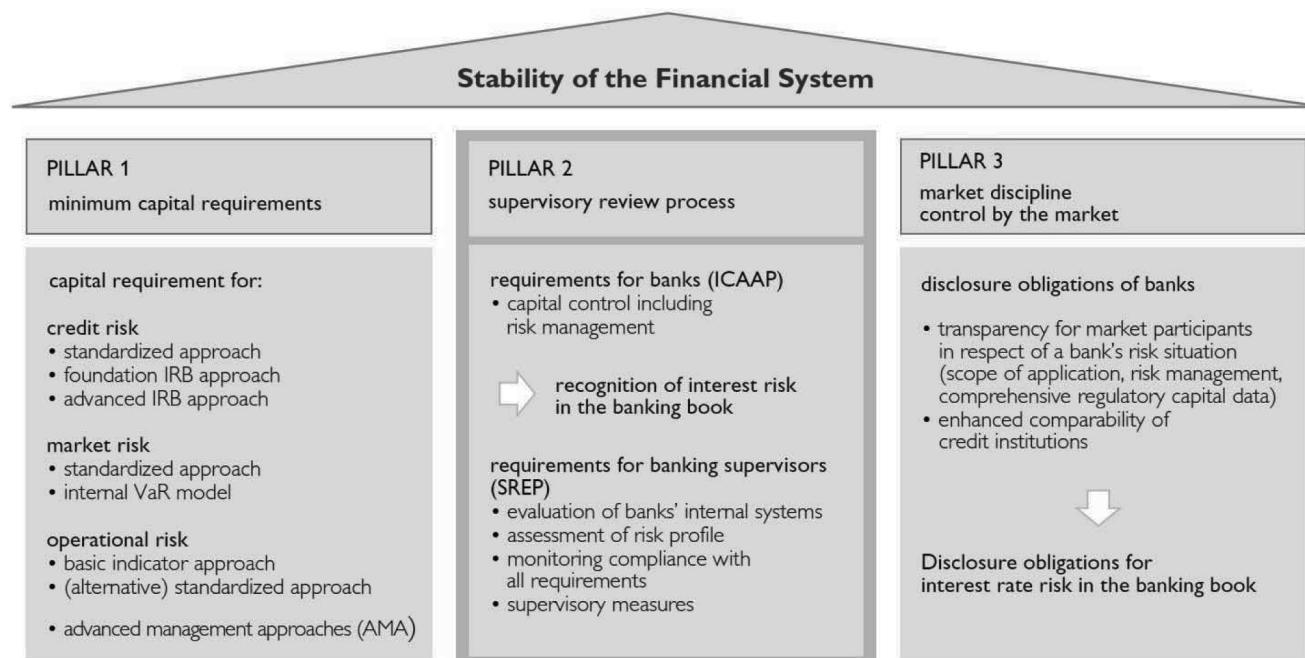 Stability of the Financial System
PILLAR 1
minimum capital requirements
capital requirement for:
credit risk
• standardized approach
• foundation IRB approach
• advanced IRB approach
market risk
• standardized approach
• internal VaR model
operational risk
• basic indicator approach
• (alternative) standardized approach
• advanced management approaches (AMA)
PILLAR 2
supervisory review process
requirements for banks (ICAAP)
• capital control including
risk management
recognition of interest risk
in the banking book
requirements for banking supervisors
(SREP)
• evaluation of banks’ internal systems
• assessment of risk profile
• monitoring compliance with
all requirements
• supervisory measures
PILLAR 3
market discipline
control by the market
disclosure obligations of banks
• transparency for market participants
in respect of a bank’s risk situation
(scope of application, risk management,
comprehensive regulatory capital data)
• enhanced comparability of
credit institutions
Disclosure obligations for
interest rate risk in the banking book